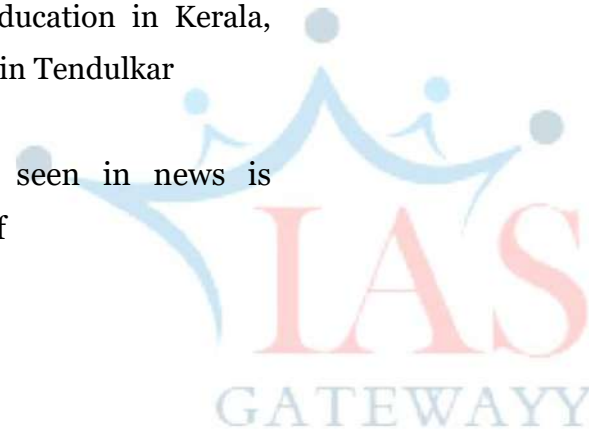 ducation in Kerala,
in Tendulkar
seen in news is
f
IAS
GATEWAYY